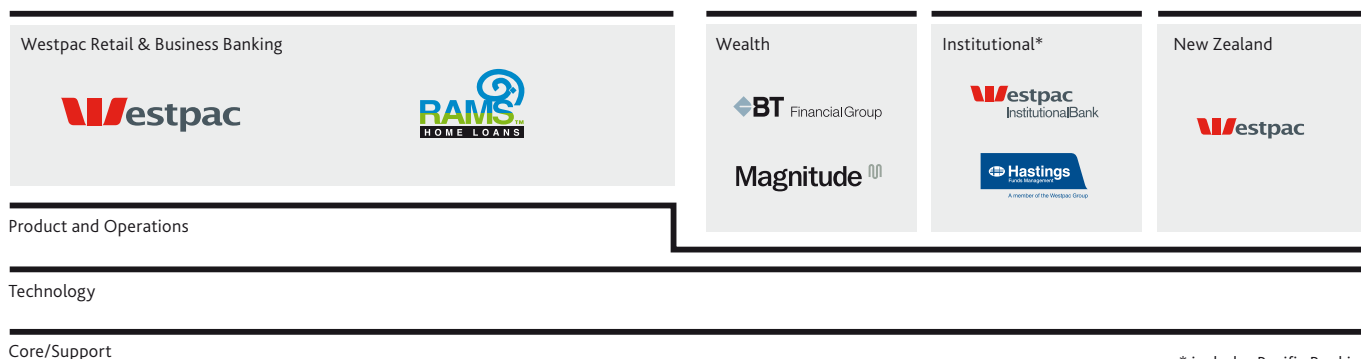 Westpac Retail & Business Banking
Westpac
RAMS™
HOME LOANS
Wealth
BT Financial Group
Magnitude
Institutional*
Westpac
Institutional Bank
Hastings
Funds Management
A member of the Westpac Group
New Zealand
Westpac
Product and Operations
Technology
Core/Support